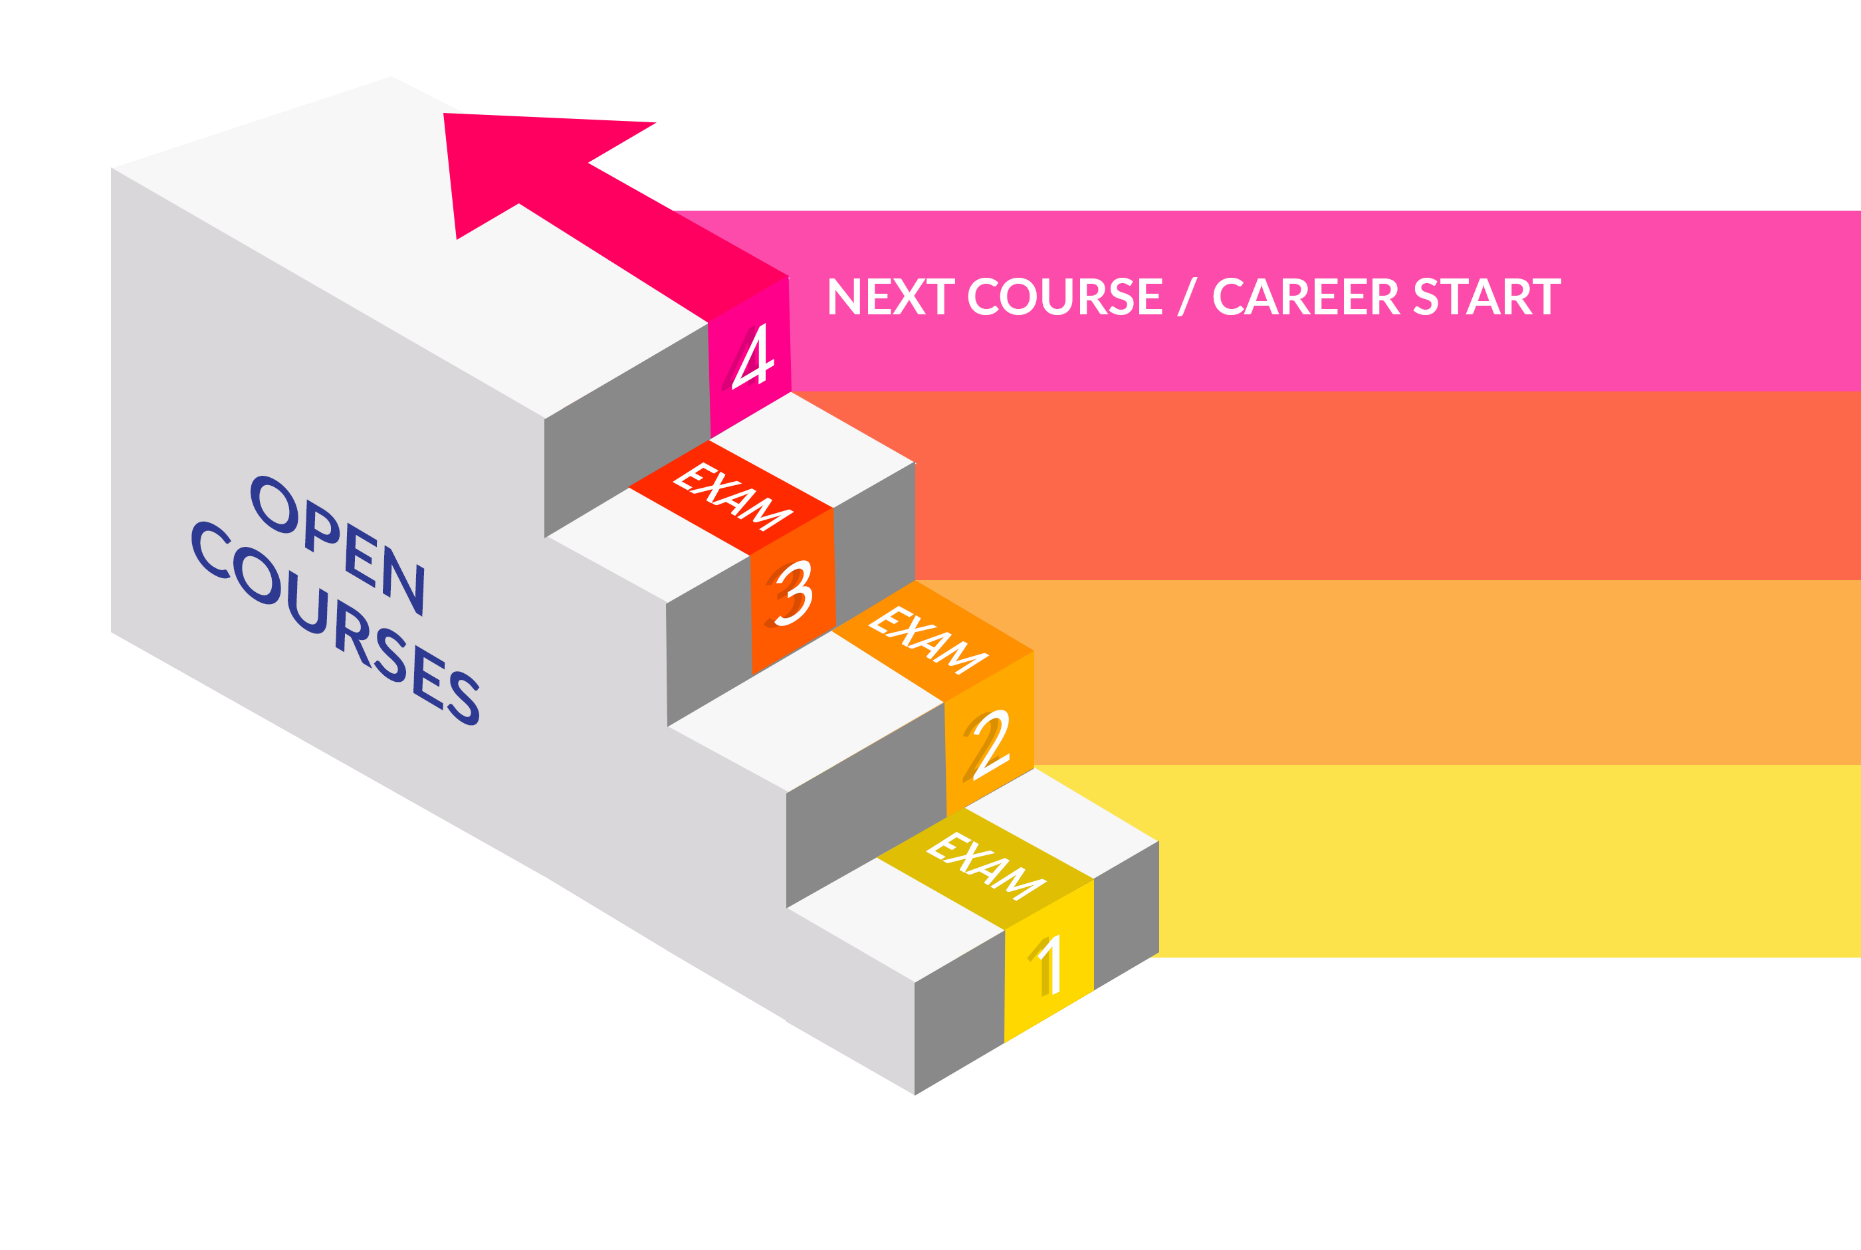 NEXT COURSE / CAREER START
4
EXAM
3
EXAM
2
EXAM
1
OPEN
COURSES